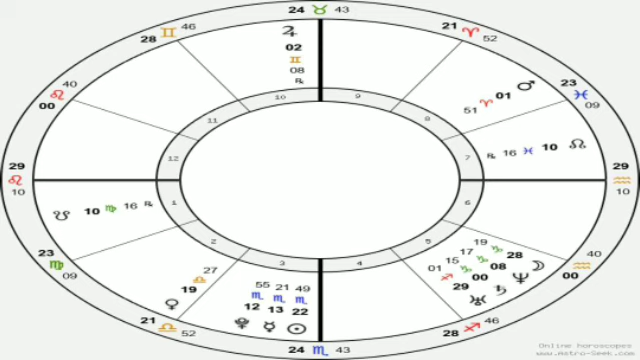 24 ♉ 43
21 ♈ 52
28 ♊ 46
♃
02
♊
08
℞
10
9
11
8
40
00 ♌
♂
01 ♈ 51
23 ♓ 09
12
7
℞ 16 ♓ 10 ☊
29 ♌ 10
29 ♒ 10
☋ 10 ♍ 16 ℞
1
6
23 ♍ 09
2
5
3
4
27
♎
19
♀
55 21 49
♏ ♏ ♏
12 13 22
♇ ☿ ☉
01 15 17 19
♐ ♑ ♑ ♑
29 00 08 28
♅ ♄ ♆ ☽
40
00 ♒
21 ♎ 52
24 ♏ 43
28 ♐ 46
Online horoscopes
www.Astro-Seek.com